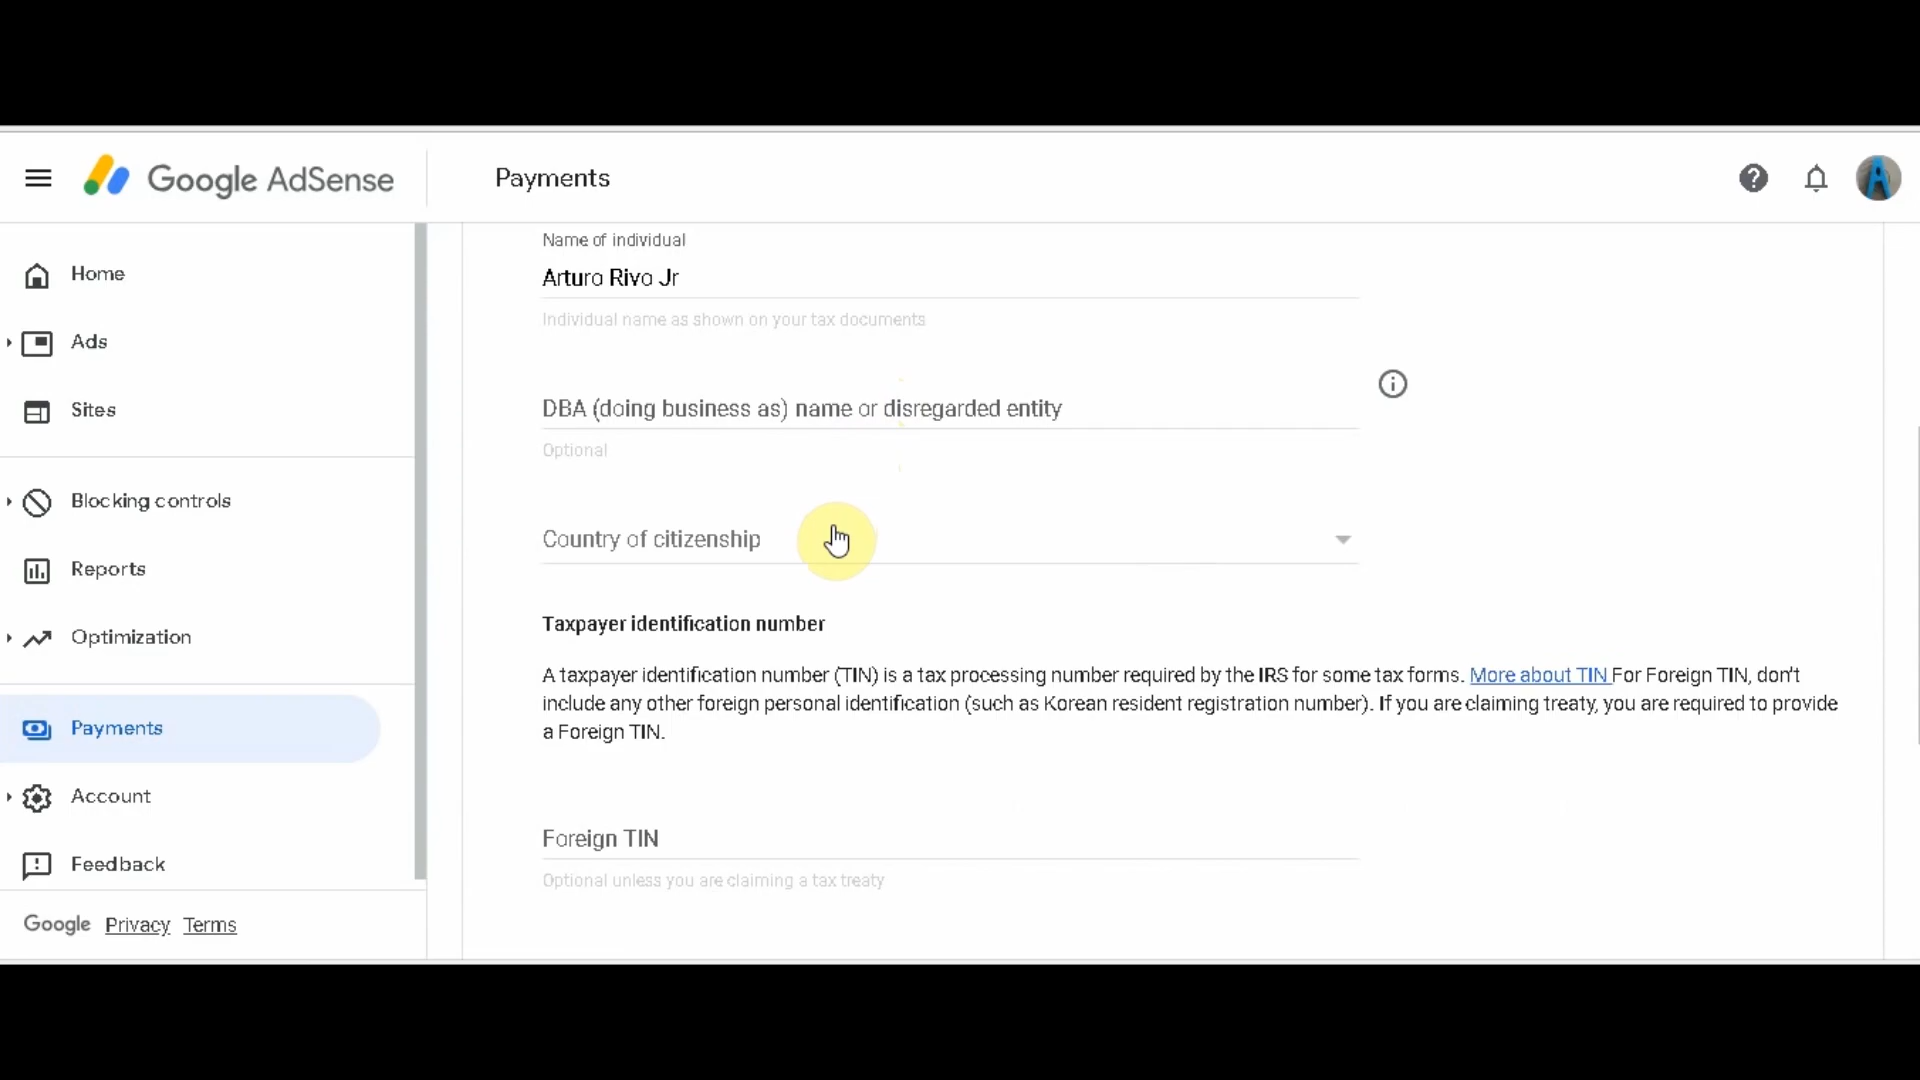 Google AdSense
Payments
Home
Ads
Sites
Blocking controls
Reports
Optimization
Payments
Account
Feedback
Google Privacy Terms
Name of individual
Arturo Rivo Jr
Individual name as shown on your tax documents
DBA (doing business as) name or disregarded entity
Optional
Country of citizenship
Taxpayer identification number
A taxpayer identification number (TIN) is a tax processing number required by the IRS for some tax forms. More about TIN For Foreign TIN, don't
include any other foreign personal identification (such as Korean resident registration number). If you are claiming treaty, you are required to provide
a Foreign TIN.
Foreign TIN
Optional unless you are claiming a tax treaty